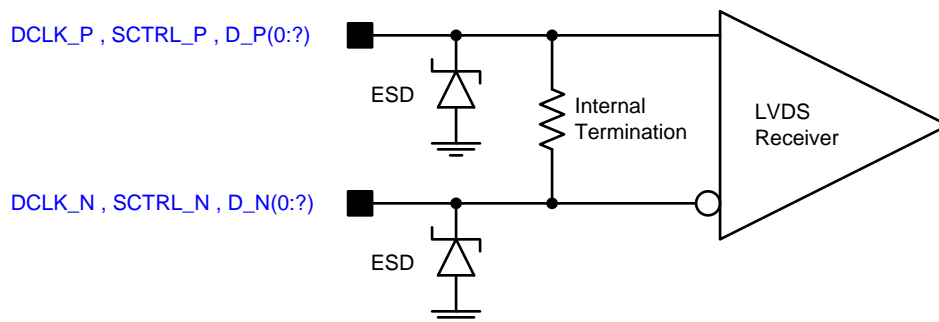 DCLK_P , SCTRL_P , D_P(0:?)
ESD
Internal
Termination
LVDS
Receiver
DCLK_N , SCTRL_N , D_N(0:?)
ESD